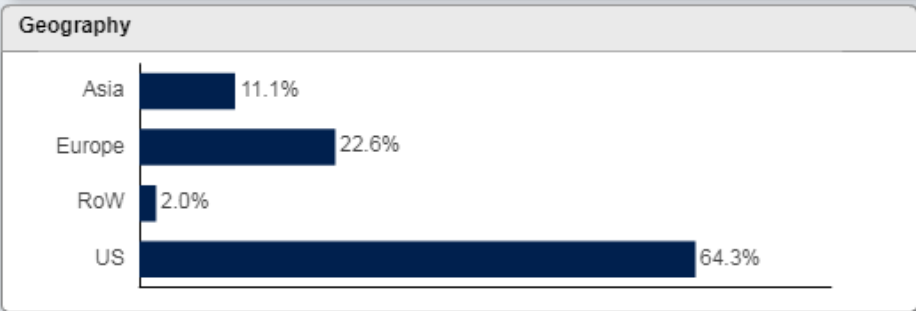 Geography
Asia 11.1%
Europe 22.6%
RoW 2.0%
US 64.3%